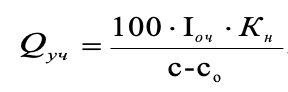 Q_уч = 100 · I_оч · К_н / с-с_о